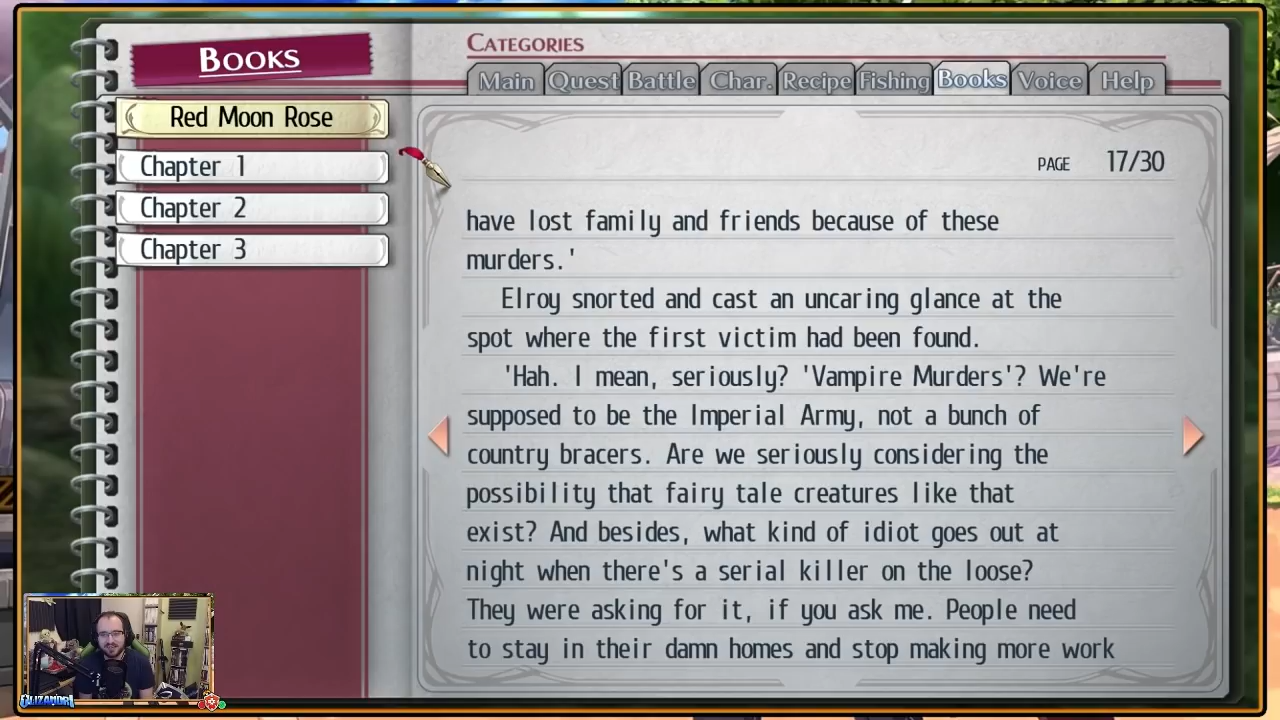 BOOKS
CATEGORIES
Main Quest Battle Char. Recipe Fishing Books Voice Help
Red Moon Rose
Chapter 1
Chapter 2
Chapter 3
PAGE 17/30
have lost family and friends because of these
murders.'
Elroy snorted and cast an uncaring glance at the
spot where the first victim had been found.
'Hah. I mean, seriously? 'Vampire Murders'? We're
supposed to be the Imperial Army, not a bunch of
country bracers. Are we seriously considering the
possibility that fairy tale creatures like that
exist? And besides, what kind of idiot goes out at
night when there's a serial killer on the loose?
They were asking for it, if you ask me. People need
to stay in their damn homes and stop making more work